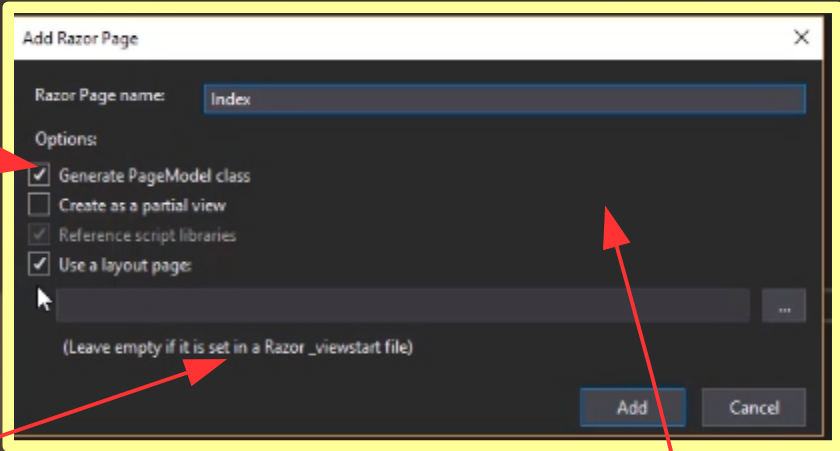 Add Razor Page
Razor Page name: Index
Options:
Generate PageModel class
Create as a partial view
Reference script libraries
Use a layout page:
...
(Leave empty if it is set in a Razor _viewstart file)
Add Cancel